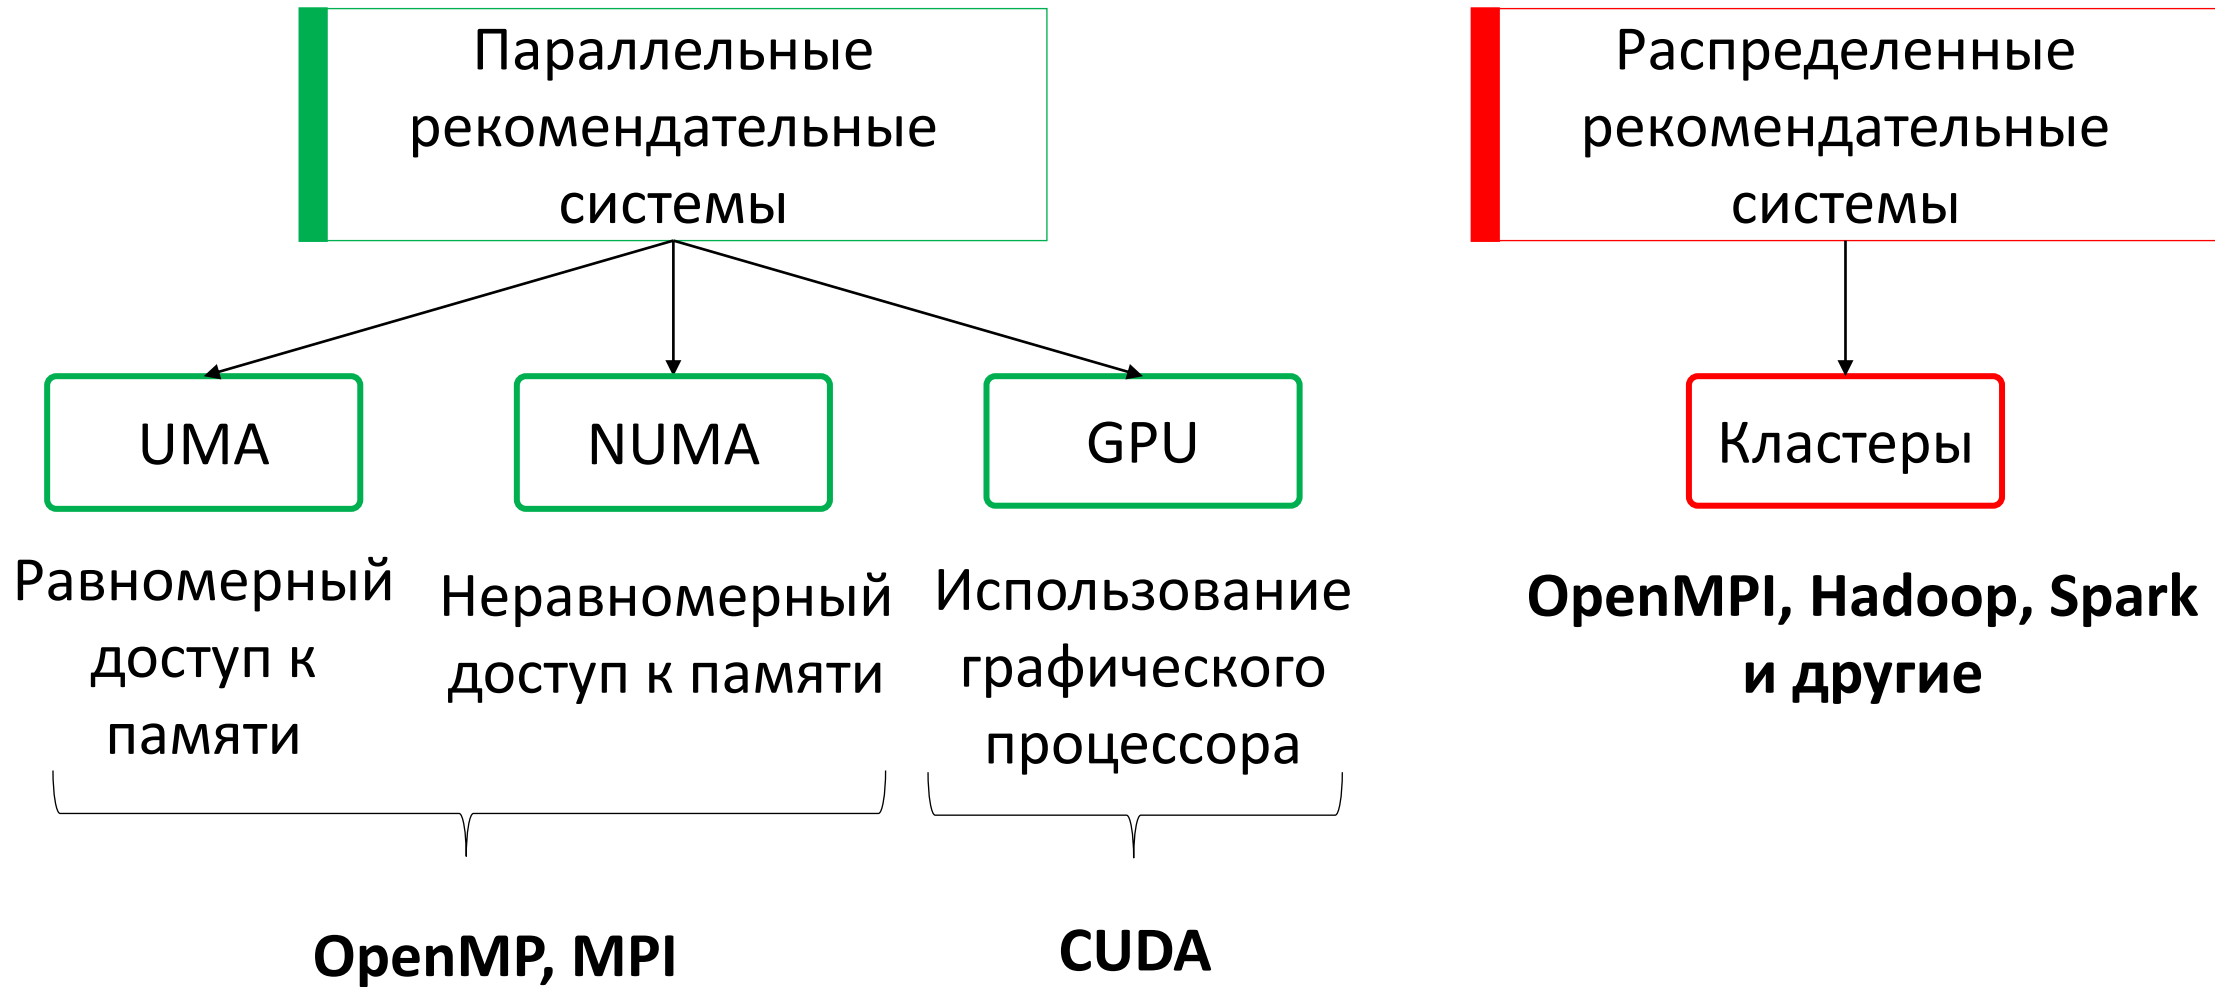 Параллельные
рекомендательные
системы
Распределенные
рекомендательные
системы
UMA
NUMA
GPU
Кластеры
Равномерный
доступ к
памяти
Неравномерный
доступ к памяти
Использование
графического
процессора
OpenMPI, Hadoop, Spark
и другие
OpenMP, MPI
CUDA